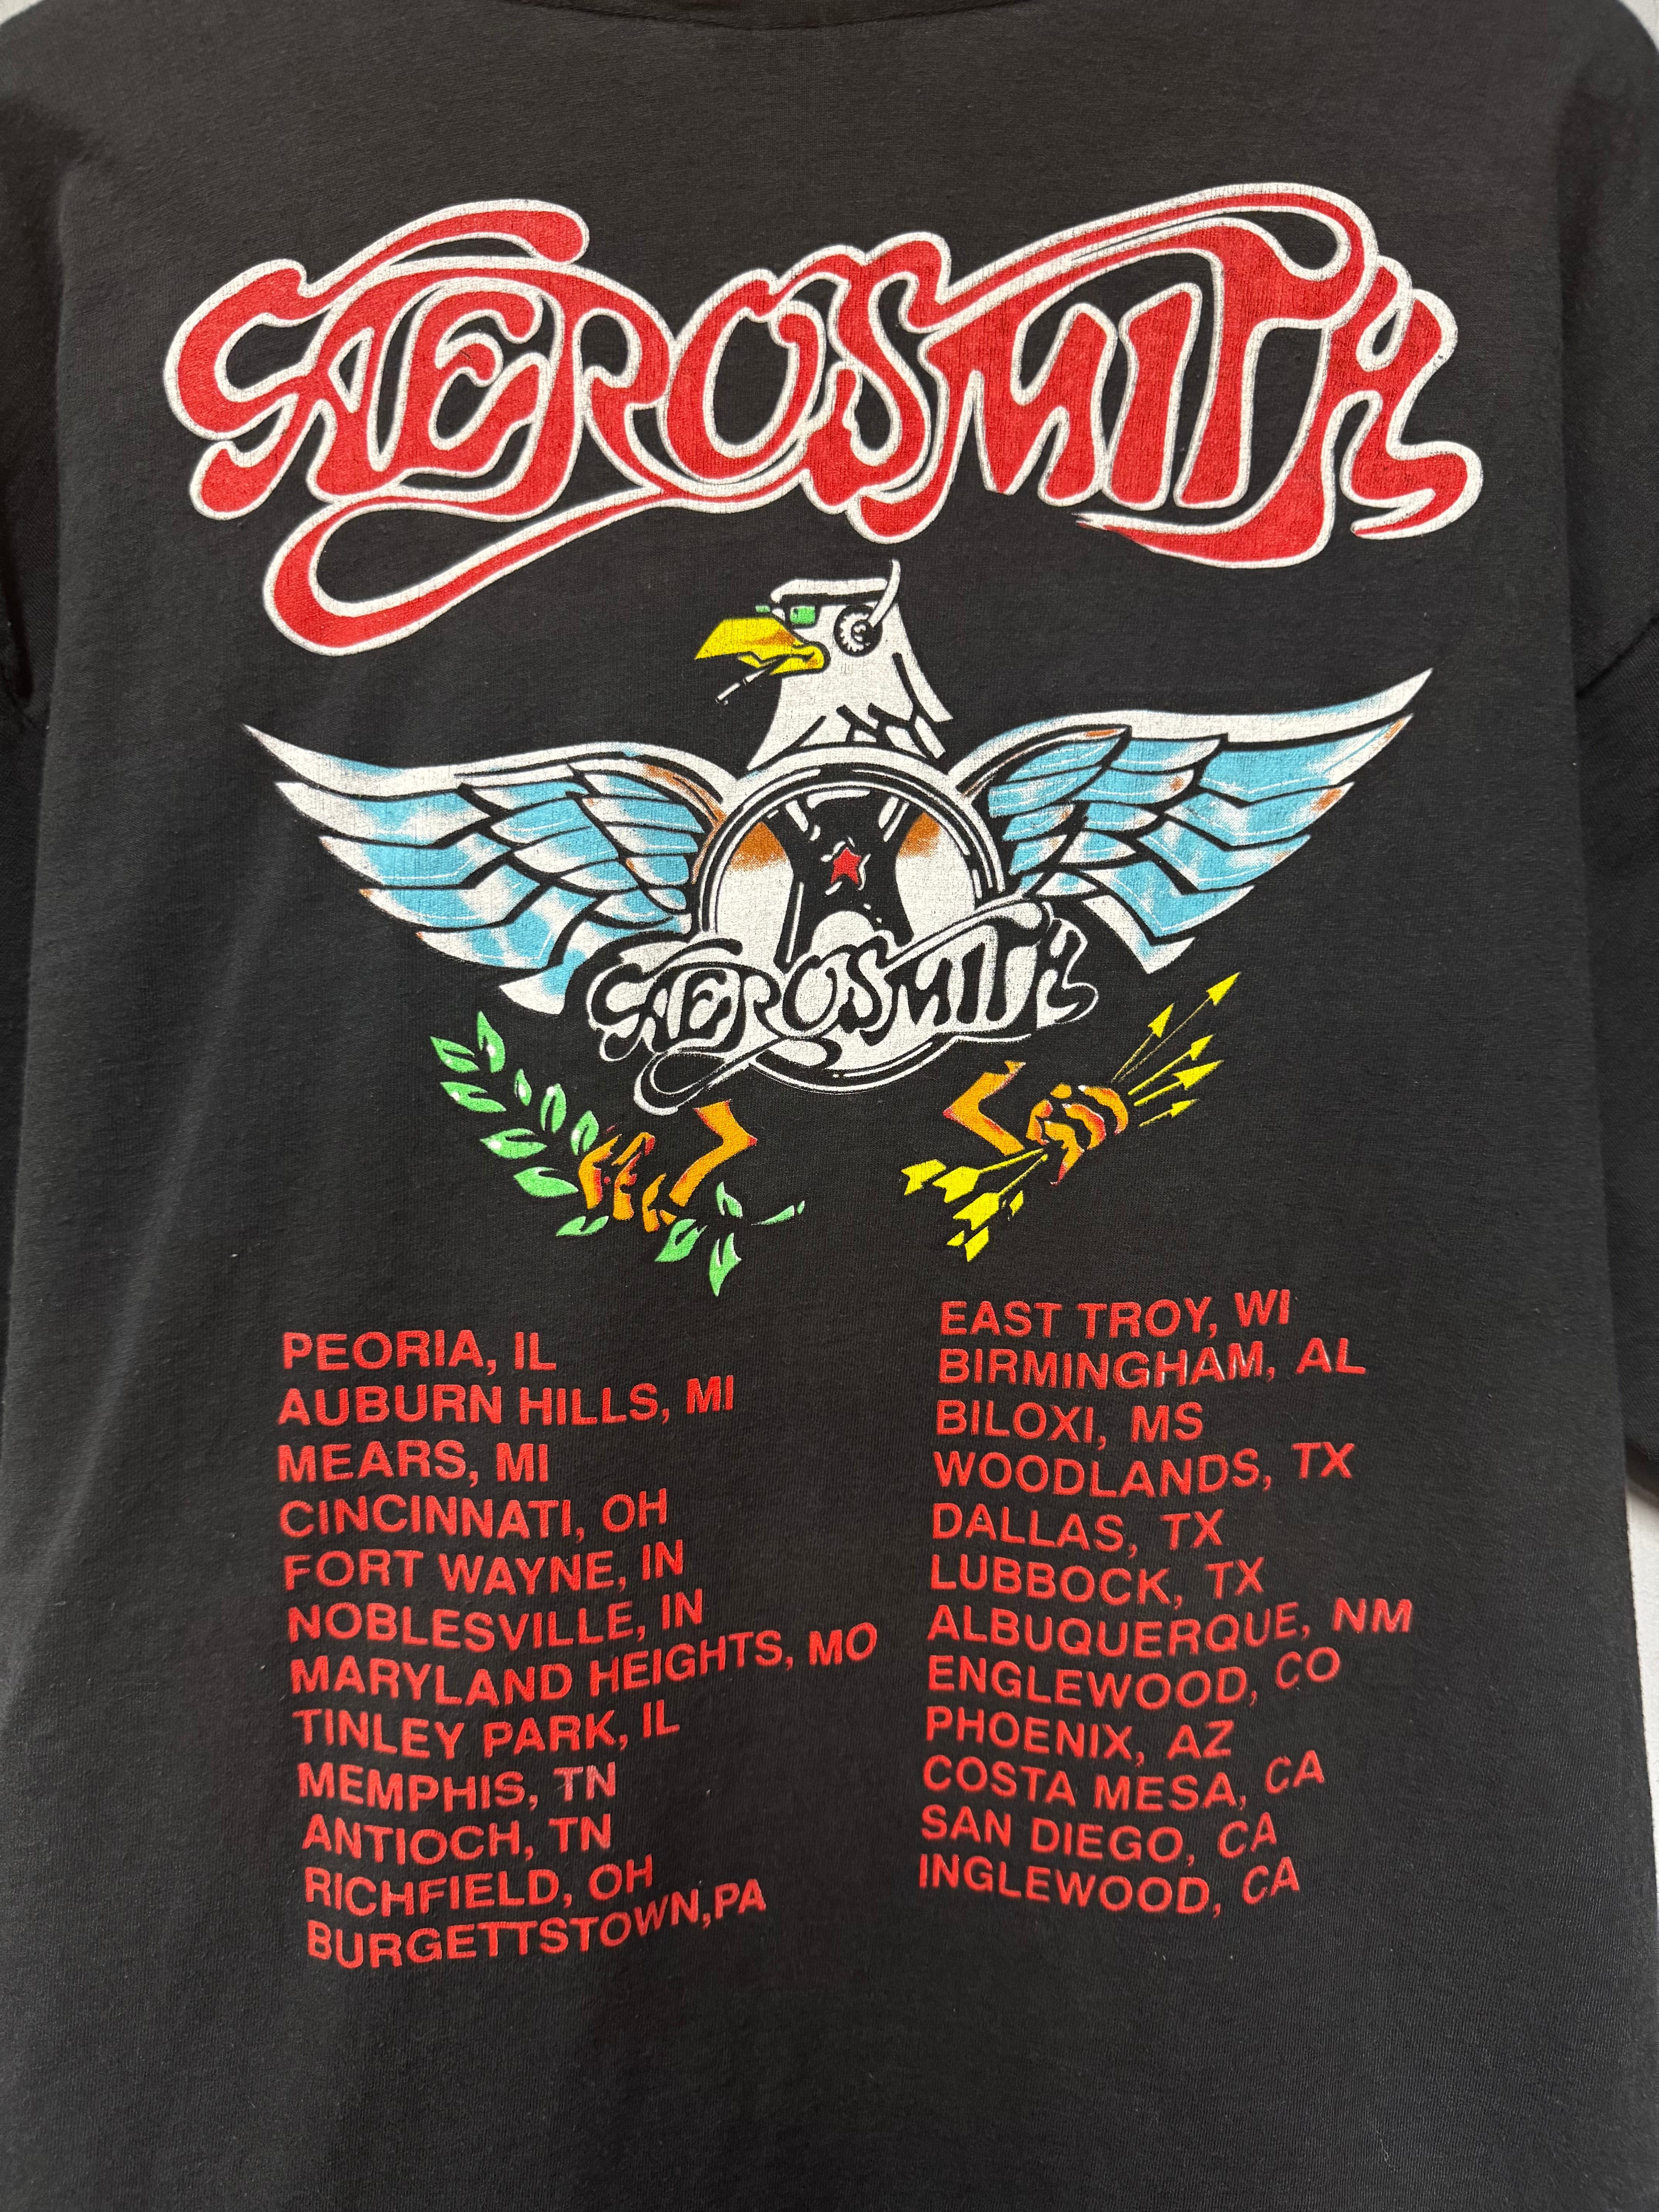 AEROSMITH
AEROSMITH
PEORIA, IL
AUBURN HILLS, MI
MEARS, MI
CINCINNATI, OH
FORT WAYNE, IN
NOBLESVILLE, IN
MARYLAND HEIGHTS, MO
TINLEY PARK, IL
MEMPHIS, TN
ANTIOCH, TN
RICHFIELD, OH
BURGETTSTOWN,PA
EAST TROY, WI
BIRMINGHAM, AL
BILOXI, MS
WOODLANDS, TX
DALLAS, TX
LUBBOCK, TX
ALBUQUERQUE, NM
ENGLEWOOD, CO
PHOENIX, AZ
COSTA MESA, CA
SAN DIEGO, CA
INGLEWOOD, CA